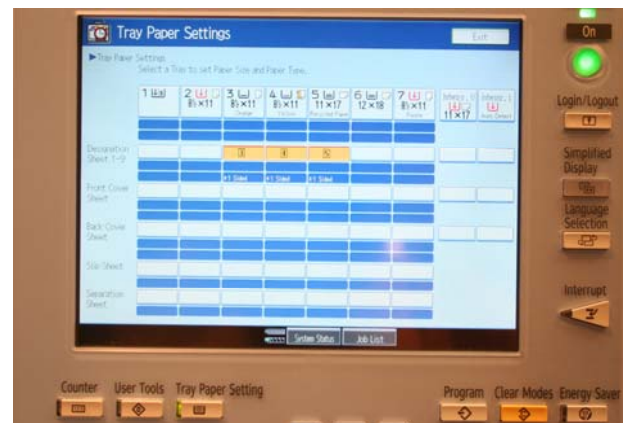 Tray Paper Settings
Exit
On
▶Tray Paper Settings
Select a Tray to set Paper Size and Paper Type.
1
2 8½×11
3 8½×11
4 8½×11
5 11×17 Recycled Paper
6 12×18
7 8½×11
11×17
Login/Logout
Designation Sheet 1-9
3
4
5
*1 Sided
*1 Sided
*1 Sided
Simplified Display
Front Cover Sheet
Language Selection
Back Cover Sheet
Slip Sheet
Separation Sheet
Interrupt
System Status
Job List
Counter
User Tools
Tray Paper Setting
Program
Clear Modes
Energy Saver